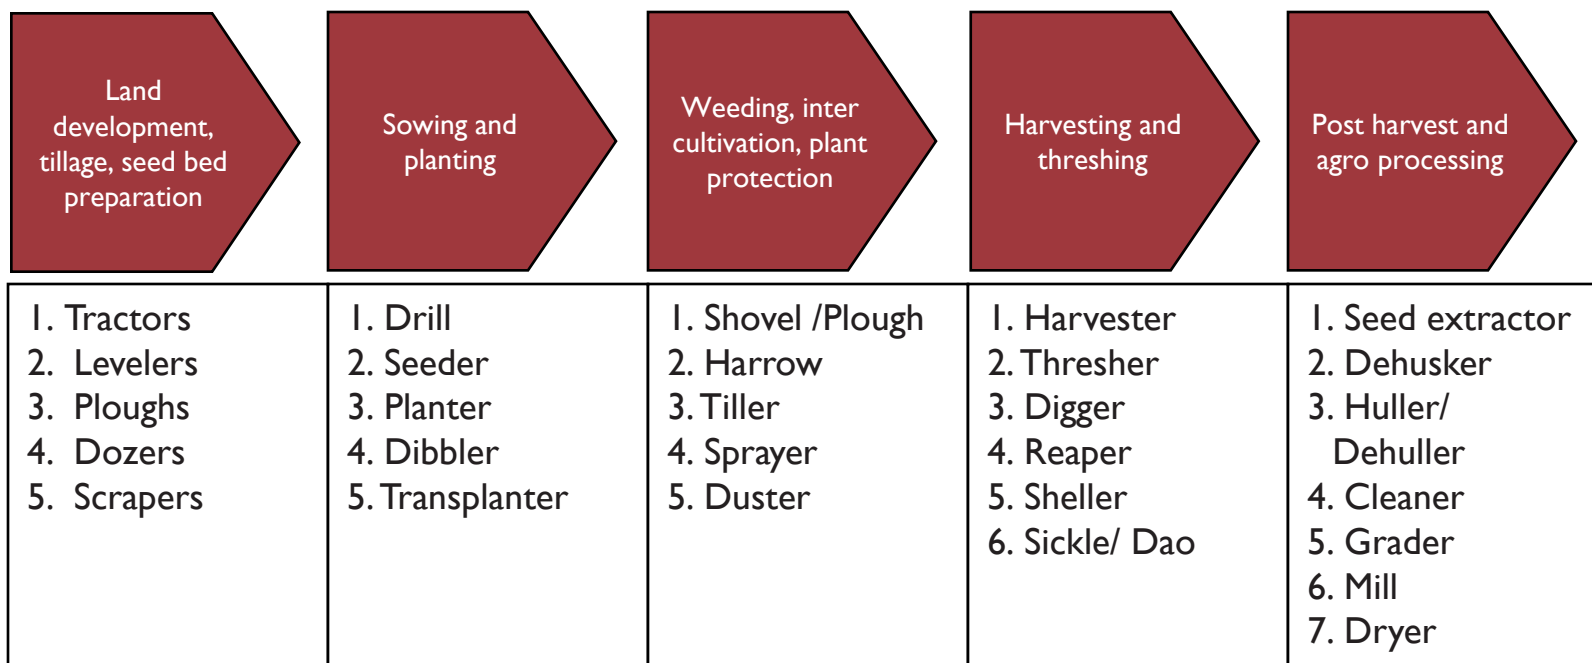 Land
development,
tillage, seed bed
preparation
Sowing and
planting
Weeding, inter
cultivation, plant
protection
Harvesting and
threshing
Post harvest and
agro processing
1. Tractors
2. Levelers
3. Ploughs
4. Dozers
5. Scrapers
1. Drill
2. Seeder
3. Planter
4. Dibbler
5. Transplanter
1. Shovel /Plough
2. Harrow
3. Tiller
4. Sprayer
5. Duster
1. Harvester
2. Thresher
3. Digger
4. Reaper
5. Sheller
6. Sickle/ Dao
1. Seed extractor
2. Dehusker
3. Huller/
Dehuller
4. Cleaner
5. Grader
6. Mill
7. Dryer